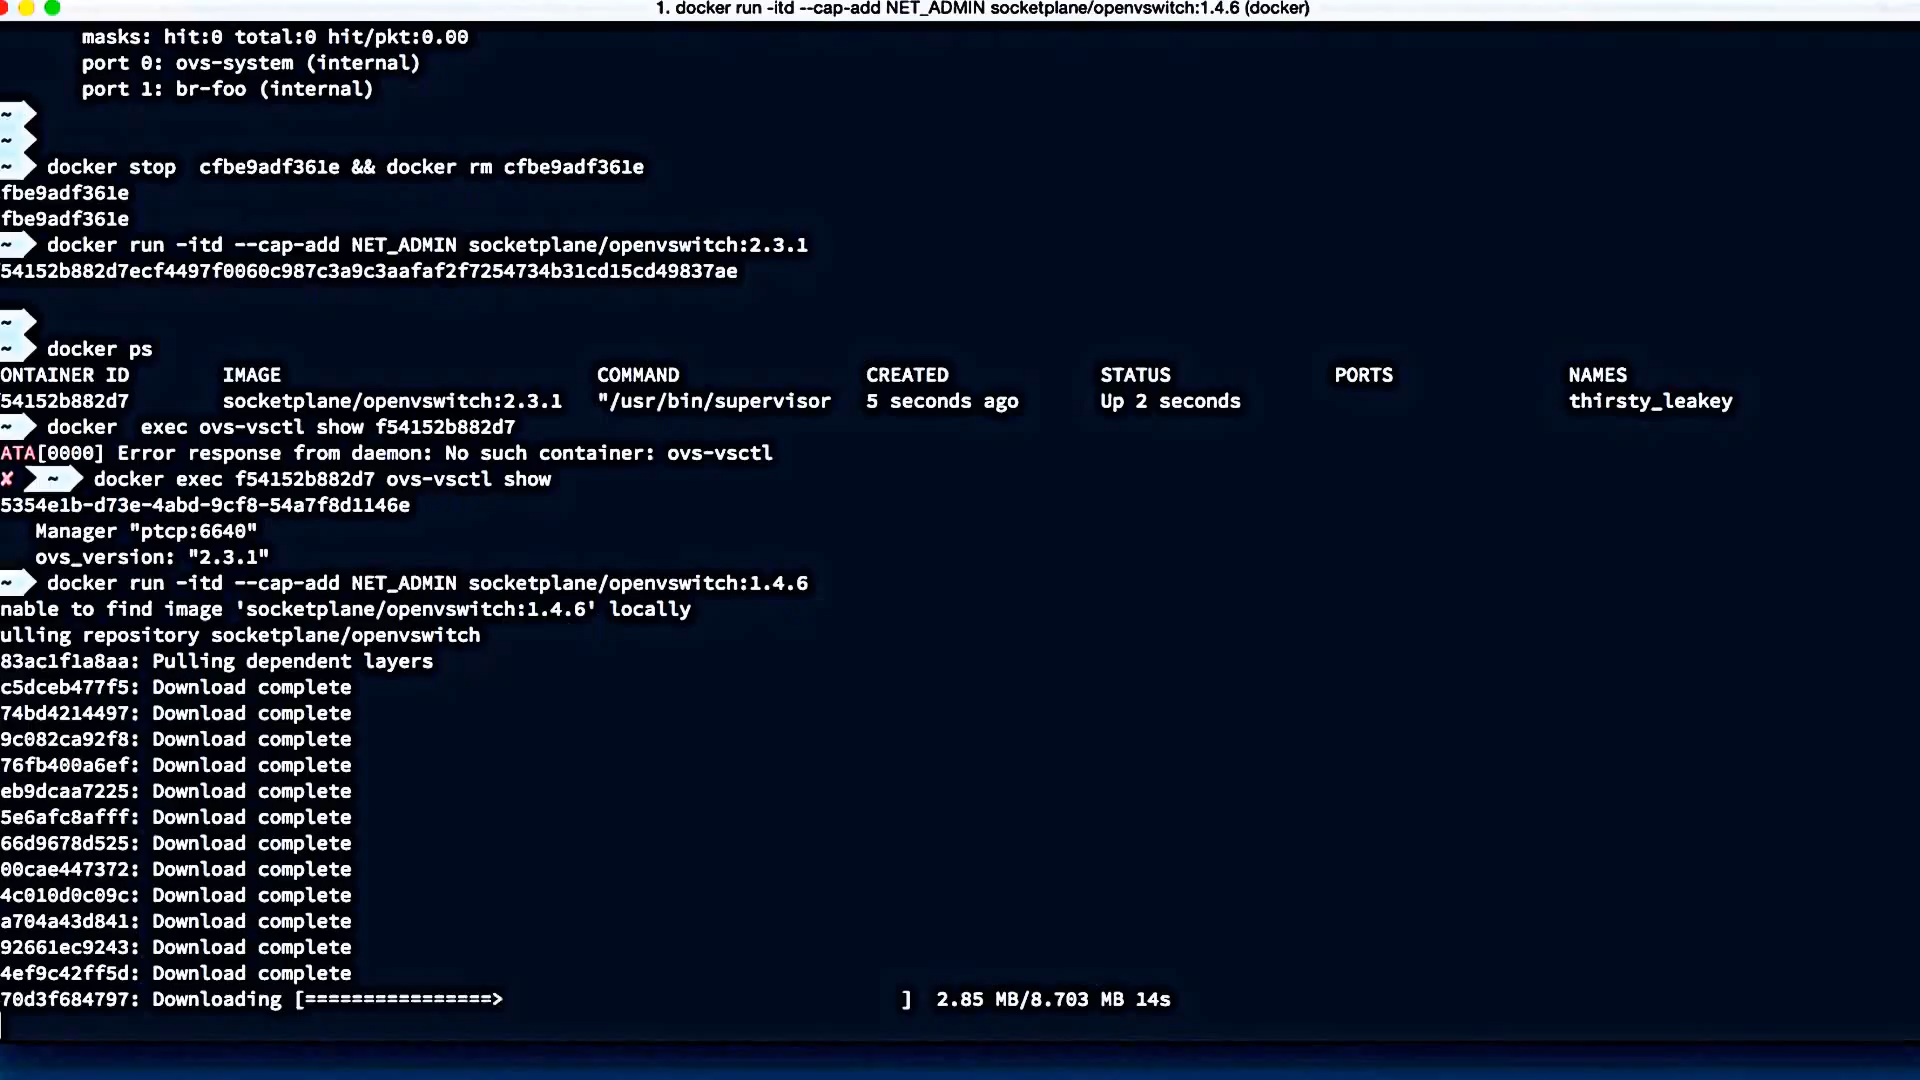 1. docker run -itd --cap-add NET_ADMIN socketplane/openvswitch:1.4.6 (docker)
masks: hit:0 total:0 hit/pkt:0.00
port 0: ovs-system (internal)
port 1: br-foo (internal)
~
~
~ docker stop  cfbe9adf361e && docker rm cfbe9adf361e
fbe9adf361e
fbe9adf361e
~ docker run -itd --cap-add NET_ADMIN socketplane/openvswitch:2.3.1
54152b882d7ecf4497f0060c987c3a9c3aafaf2f7254734b31cd15cd49837ae
~
~ docker ps
ONTAINER ID IMAGE COMMAND CREATED STATUS PORTS NAMES
54152b882d7 socketplane/openvswitch:2.3.1 "/usr/bin/supervisor 5 seconds ago Up 2 seconds thirsty_leakey
~ docker  exec ovs-vsctl show f54152b882d7
ATA[0000] Error response from daemon: No such container: ovs-vsctl
✘ ~ docker exec f54152b882d7 ovs-vsctl show
5354e1b-d73e-4abd-9cf8-54a7f8d1146e
Manager "ptcp:6640"
ovs_version: "2.3.1"
~ docker run -itd --cap-add NET_ADMIN socketplane/openvswitch:1.4.6
nable to find image 'socketplane/openvswitch:1.4.6' locally
ulling repository socketplane/openvswitch
83ac1f1a8aa: Pulling dependent layers
c5dceb477f5: Download complete
74bd4214497: Download complete
9c082ca92f8: Download complete
76fb400a6ef: Download complete
eb9dcaa7225: Download complete
5e6afc8afff: Download complete
66d9678d525: Download complete
00cae447372: Download complete
4c010d0c09c: Download complete
a704a43d841: Download complete
92661ec9243: Download complete
4ef9c42ff5d: Download complete
70d3f684797: Downloading [================> ] 2.85 MB/8.703 MB 14s